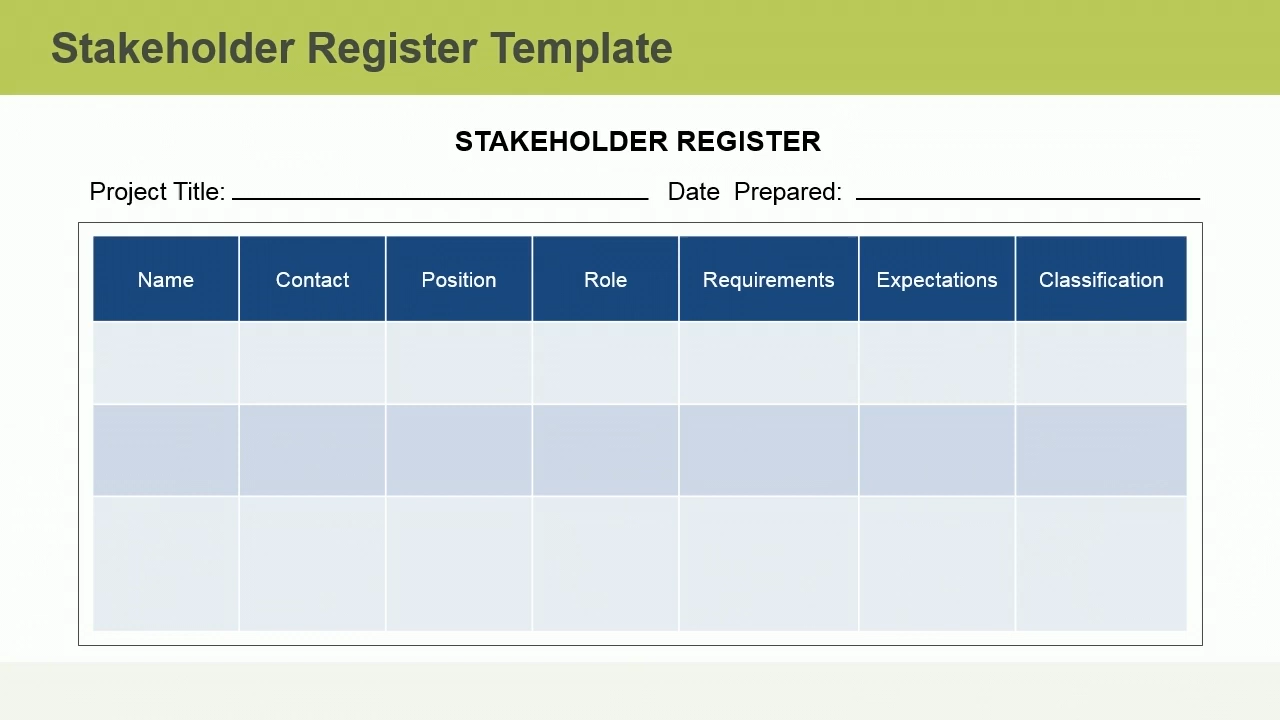 Stakeholder Register Template
STAKEHOLDER REGISTER
Project Title: Date Prepared:
Name Contact Position Role Requirements Expectations Classification